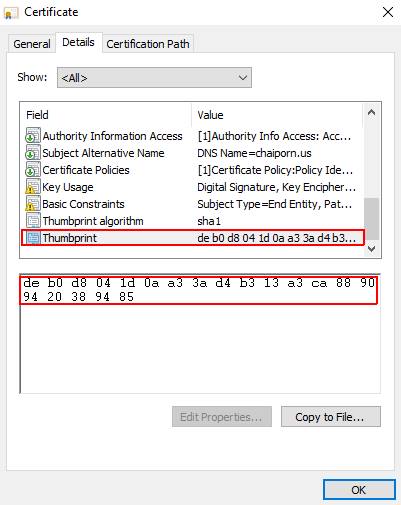 Certificate
General Details Certification Path
Show: <All>
Field Value
Authority Information Access [1]Authority Info Access: Acc...
Subject Alternative Name DNS Name=chaiporn.us
Certificate Policies [1]Certificate Policy:Policy Ide...
Key Usage Digital Signature, Key Encipher...
Basic Constraints Subject Type=End Entity, Pat...
Thumbprint algorithm sha1
Thumbprint de b0 d8 04 1d 0a a3 3a d4 b3...
de b0 d8 04 1d 0a a3 3a d4 b3 13 a3 ca 88 90
94 20 38 94 85
Edit Properties... Copy to File...
OK